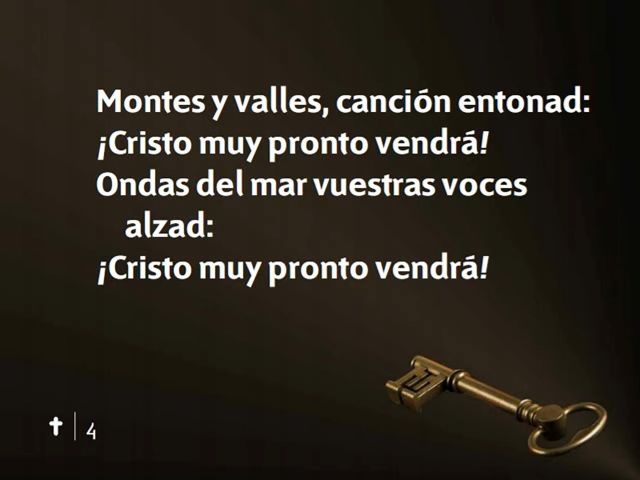 Montes y valles, canción entonad:
¡Cristo muy pronto vendrá!
Ondas del mar vuestras voces
alzad:
¡Cristo muy pronto vendrá!
4